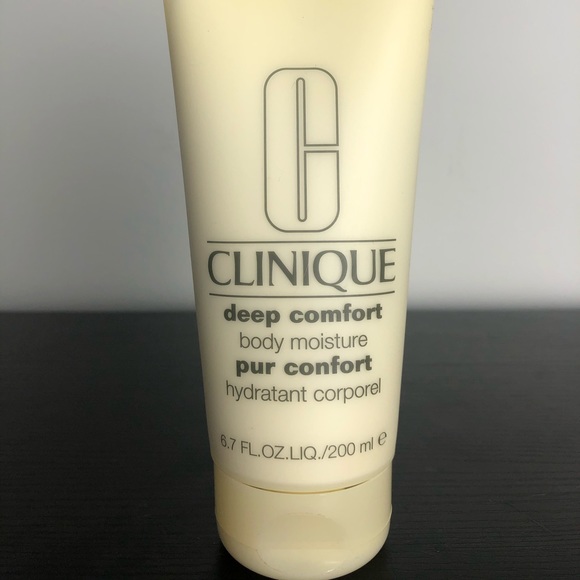 C
CLINIQUE
deep comfort
body moisture
pur confort
hydratant corporel
6.7 FL.OZ.LIQ./200 ml ℮